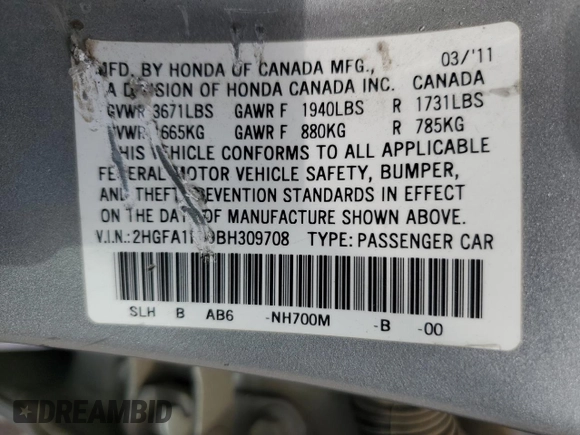 MFD. BY HONDA OF CANADA MFG., 03/'11
A DIVISION OF HONDA CANADA INC. CANADA
GVWR 3671LBS GAWR F 1940LBS R 1731LBS
GVWR 665KG GAWR F 880KG R 785KG
THIS VEHICLE CONFORMS TO ALL APPLICABLE
FEDERAL MOTOR VEHICLE SAFETY, BUMPER,
AND THEFT PREVENTION STANDARDS IN EFFECT
ON THE DATE OF MANUFACTURE SHOWN ABOVE.
V.I.N.: BH309708 TYPE: PASSENGER CAR
SLH B AB6 -NH700M -B -00
DREAMBID